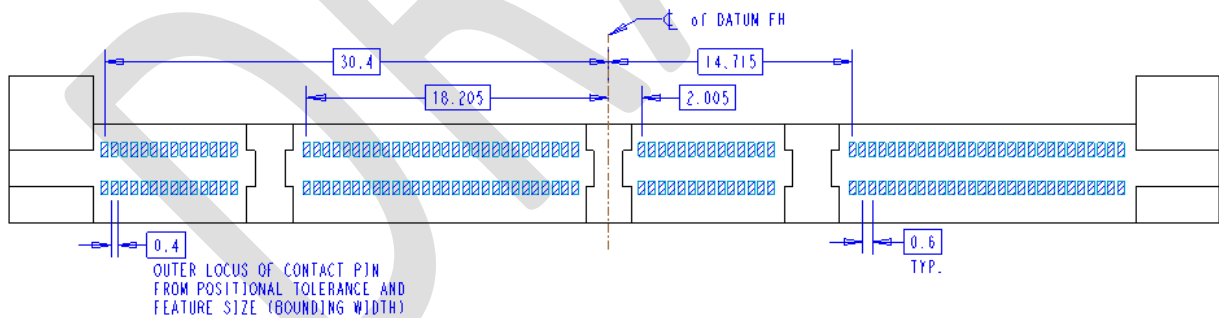 ℄ of DATUM FH
30.4
14.715
18.205
2.005
0.4
OUTER LOCUS OF CONTACT PIN
FROM POSITIONAL TOLERANCE AND
FEATURE SIZE (BOUNDING WIDTH)
0.6
TYP.